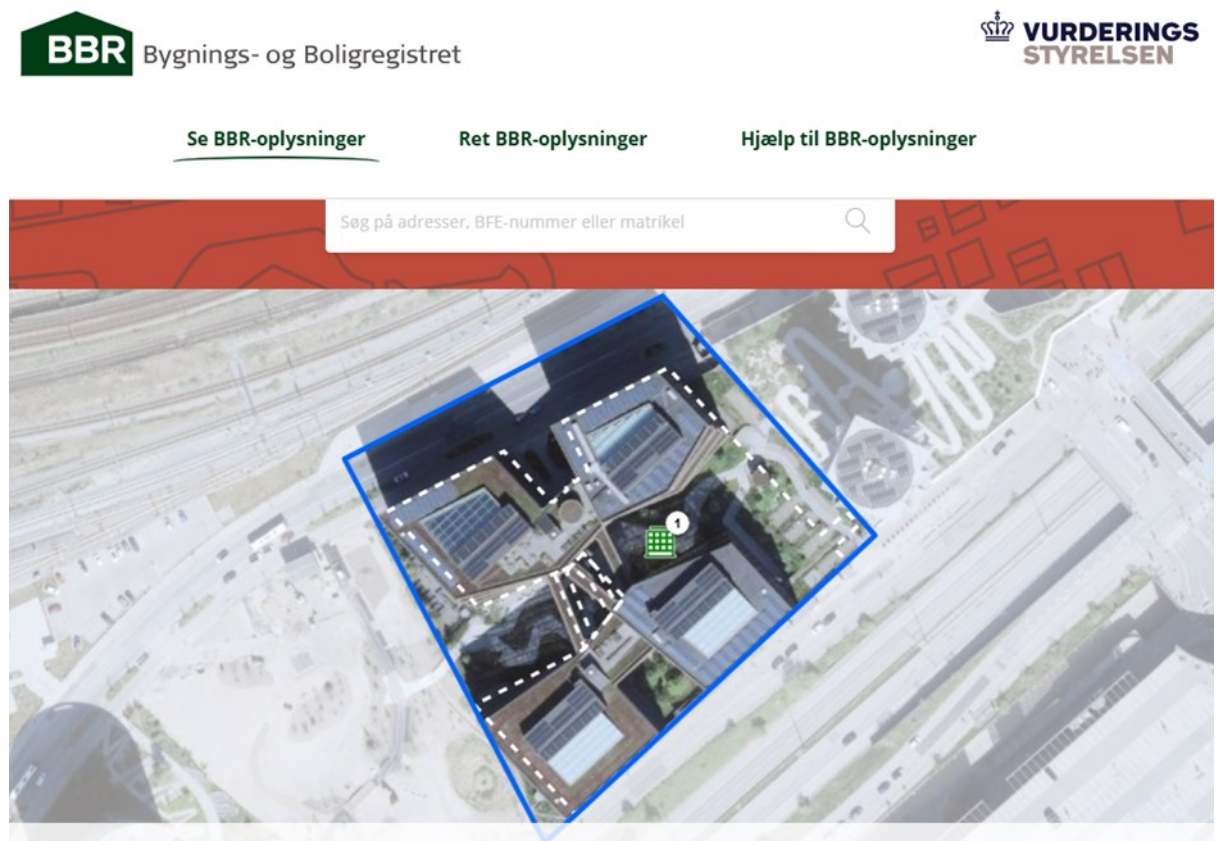 BBR Bygnings- og Boligregistret
VURDERINGS
STYRELSEN
Se BBR-oplysninger Ret BBR-oplysninger Hjælp til BBR-oplysninger
Søg på adresser, BFE-nummer eller matrikel
1